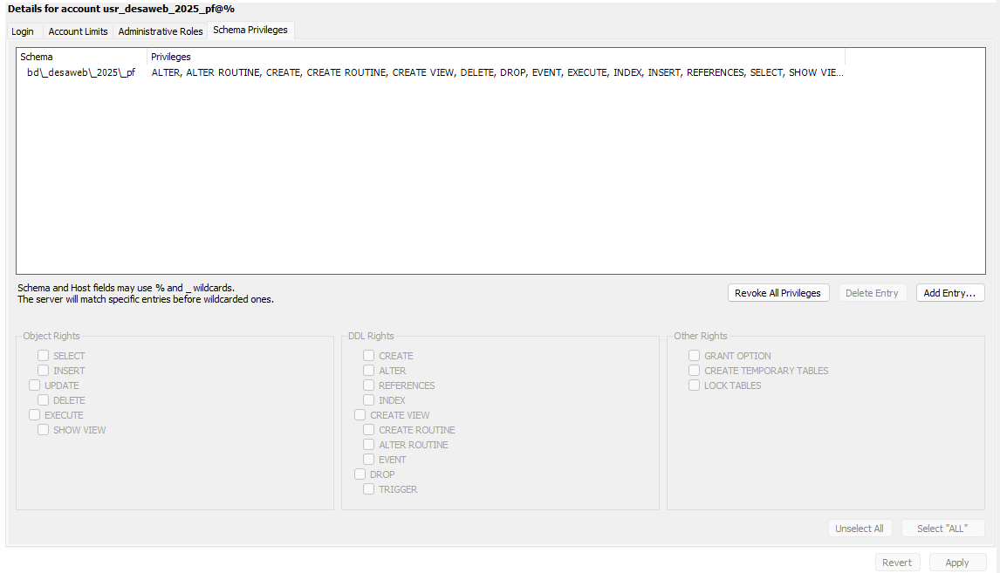 Details for account usr_desaweb_2025_pf@%
Login Account Limits Administrative Roles Schema Privileges
Schema Privileges
bd\_desaweb\_2025\_pf ALTER, ALTER ROUTINE, CREATE, CREATE ROUTINE, CREATE VIEW, DELETE, DROP, EVENT, EXECUTE, INDEX, INSERT, REFERENCES, SELECT, SHOW VIE...
Schema and Host fields may use % and _ wildcards.
The server will match specific entries before wildcarded ones.
Revoke All Privileges Delete Entry Add Entry...
Object Rights
SELECT
INSERT
UPDATE
DELETE
EXECUTE
SHOW VIEW
DDL Rights
CREATE
ALTER
REFERENCES
INDEX
CREATE VIEW
CREATE ROUTINE
ALTER ROUTINE
EVENT
DROP
TRIGGER
Other Rights
GRANT OPTION
CREATE TEMPORARY TABLES
LOCK TABLES
Unselect All Select "ALL"
Revert Apply